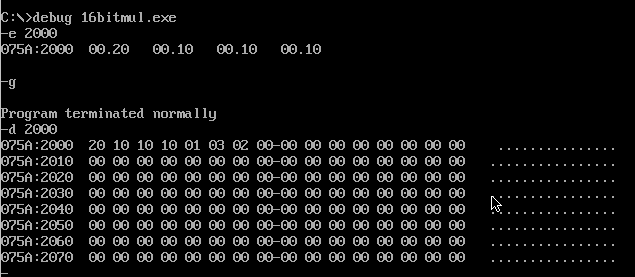 C:\>debug 16bitmul.exe
-e 2000
075A:2000  00.20   00.10   00.10   00.10
-g
Program terminated normally
-d 2000
075A:2000  20 10 10 10 01 03 02 00-00 00 00 00 00 00 00 00    ...............
075A:2010  00 00 00 00 00 00 00 00-00 00 00 00 00 00 00 00   ................
075A:2020  00 00 00 00 00 00 00 00-00 00 00 00 00 00 00 00   ................
075A:2030  00 00 00 00 00 00 00 00-00 00 00 00 00 00 00 00   ................
075A:2040  00 00 00 00 00 00 00 00-00 00 00 00 00 00 00 00   ................
075A:2050  00 00 00 00 00 00 00 00-00 00 00 00 00 00 00 00   ................
075A:2060  00 00 00 00 00 00 00 00-00 00 00 00 00 00 00 00   ................
075A:2070  00 00 00 00 00 00 00 00-00 00 00 00 00 00 00 00   ................
-